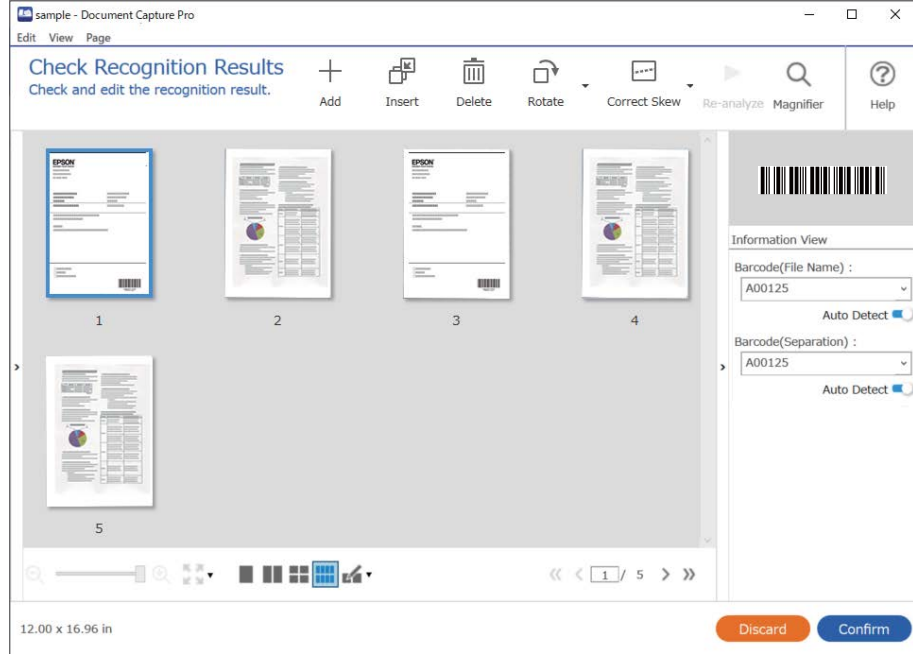 sample - Document Capture Pro
Edit View Page
Check Recognition Results
Check and edit the recognition result.
Add
Insert
Delete
Rotate
Correct Skew
Re-analyze
Magnifier
Help
EPSON
EPSON
1
2
3
4
5
Information View
Barcode(File Name) :
A00125
Auto Detect
Barcode(Separation) :
A00125
Auto Detect
1 / 5
12.00 x 16.96 in
Discard
Confirm